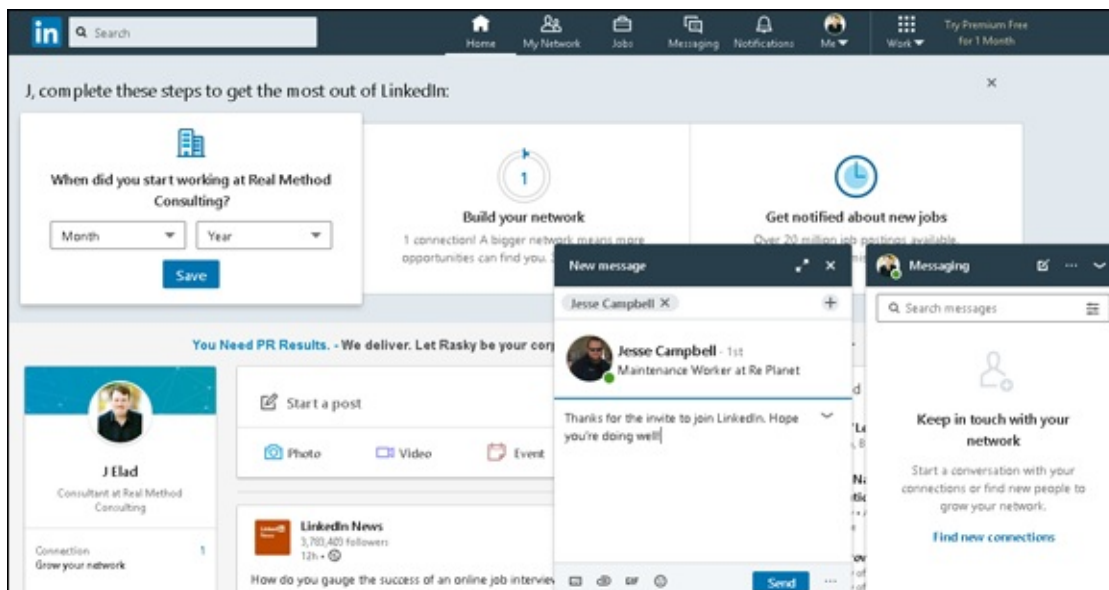 in
Search
Home
My Network
Jobs
Messaging
Notifications
Me
Work
Try Premium Free
for 1 Month
J, complete these steps to get the most out of LinkedIn:
When did you start working at Real Method
Consulting?
Month
Year
Save
1
Build your network
1 connection! A bigger network means more
opportunities can find you.
Get notified about new jobs
Over 20 million job postings available.
New message
Jesse Campbell
Jesse Campbell · 1st
Maintenance Worker at Re Planet
Thanks for the invite to join LinkedIn. Hope
you're doing well!
Send
Messaging
Search messages
Keep in touch with your
network
Start a conversation with your
connections or find new people to
grow your network.
Find new connections
You Need PR Results. - We deliver. Let Rasky be your
J Elad
Consultant at Real Method
Consulting
Connection 1
Grow your network
Start a post
Photo
Video
Event
LinkedIn News
followers
12h •
How do you gauge the success of an online job